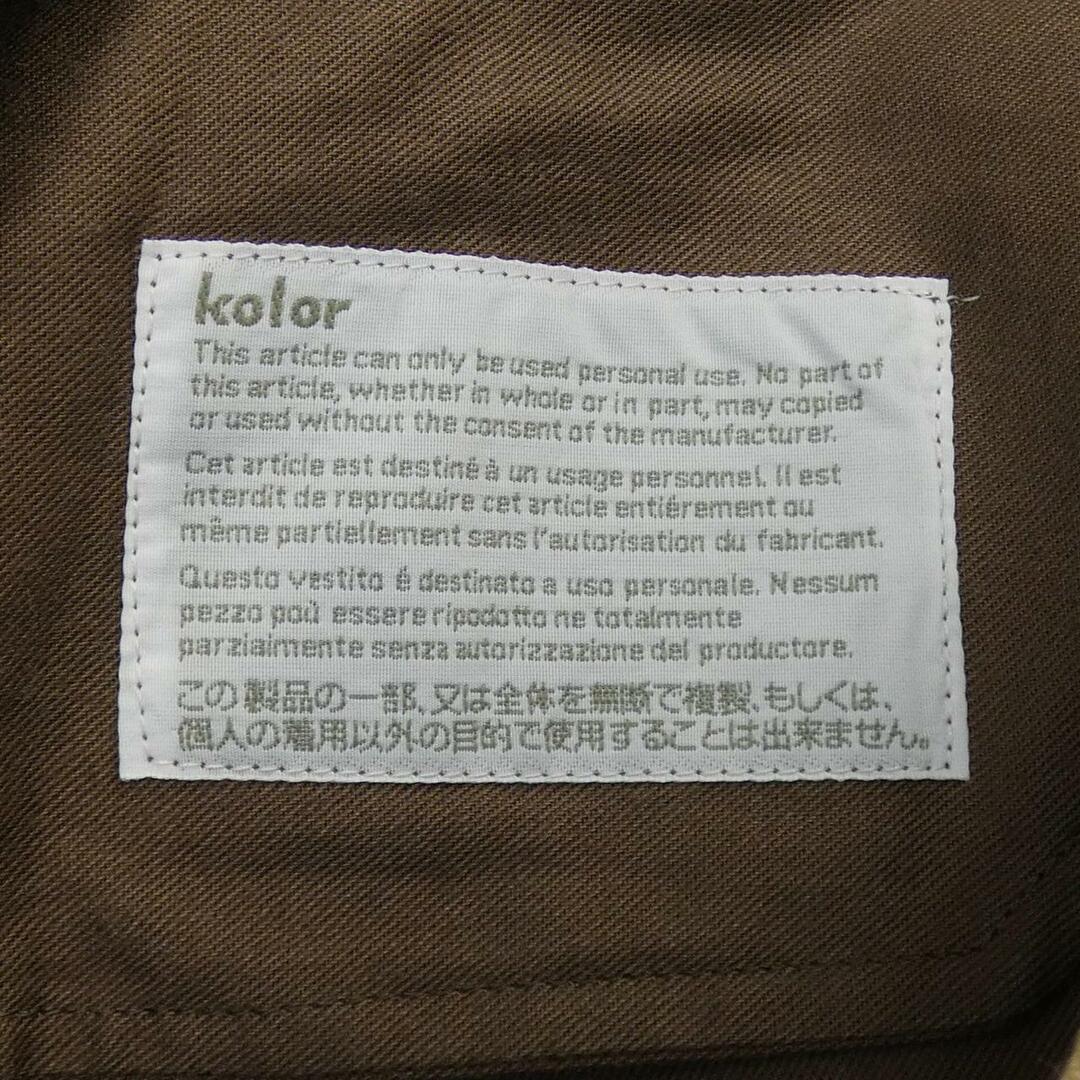 kolor
This article can only be used personal use. No part of
this article, whether in whole or in part, may copied
or used without the consent of the manufacturer.
Cet article est destiné à un usage personnel. Il est
interdit de reproduire cet article entiérement ou
même partiellement sans l'autorisation du fabricant.
Questo vestito é destinato a uso personale. Nessum
pezzo poù essere ripodotto ne totalmente
parziaimente senza autorizzazione del productore.
この製品の一部、又は全体を無断で複製、もしくは、
個人の着用以外の目的で使用することは出来ません。